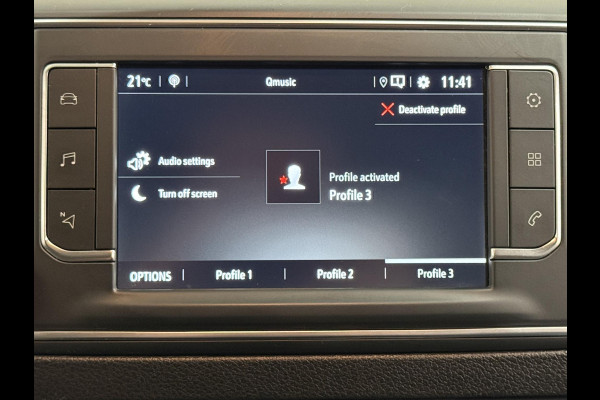 21°C
Qmusic
11:41
Deactivate profile
Audio settings
Profile activated
Turn off screen
Profile 3
N
OPTIONS
Profile 1
Profile 2
Profile 3